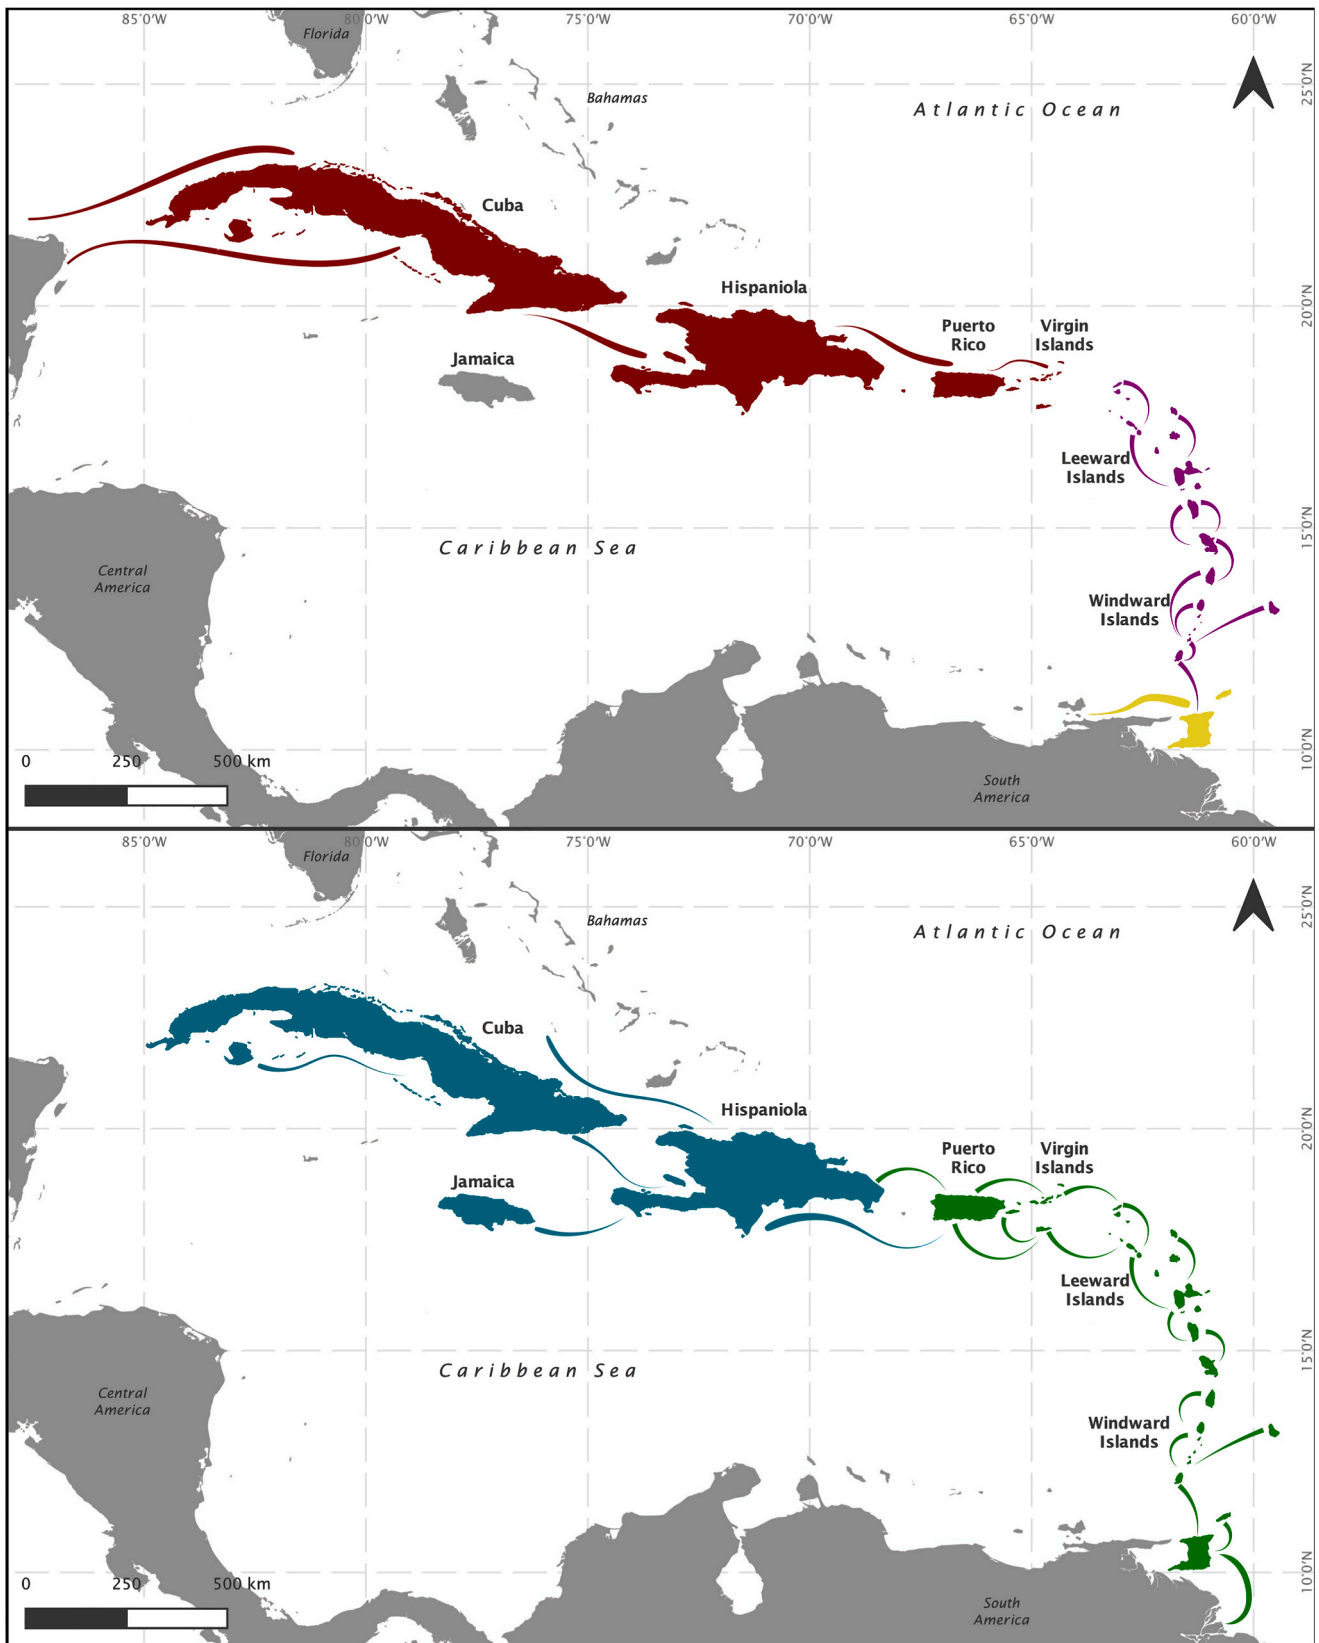 85°0'W 80°0'W 75°0'W 70°0'W 65°0'W 60°0'W
Florida
25°0'N
Bahamas
Atlantic Ocean
Cuba
Hispaniola
20°0'N
Puerto
Rico
Virgin
Islands
Jamaica
Leeward
Islands
15°0'N
Caribbean Sea
Central
America
Windward
Islands
10°0'N
0 250 500 km
South
America
85°0'W 80°0'W 75°0'W 70°0'W 65°0'W 60°0'W
Florida
25°0'N
Bahamas
Atlantic Ocean
Cuba
Hispaniola
20°0'N
Puerto
Rico
Virgin
Islands
Jamaica
Leeward
Islands
15°0'N
Caribbean Sea
Central
America
Windward
Islands
10°0'N
0 250 500 km
South
America